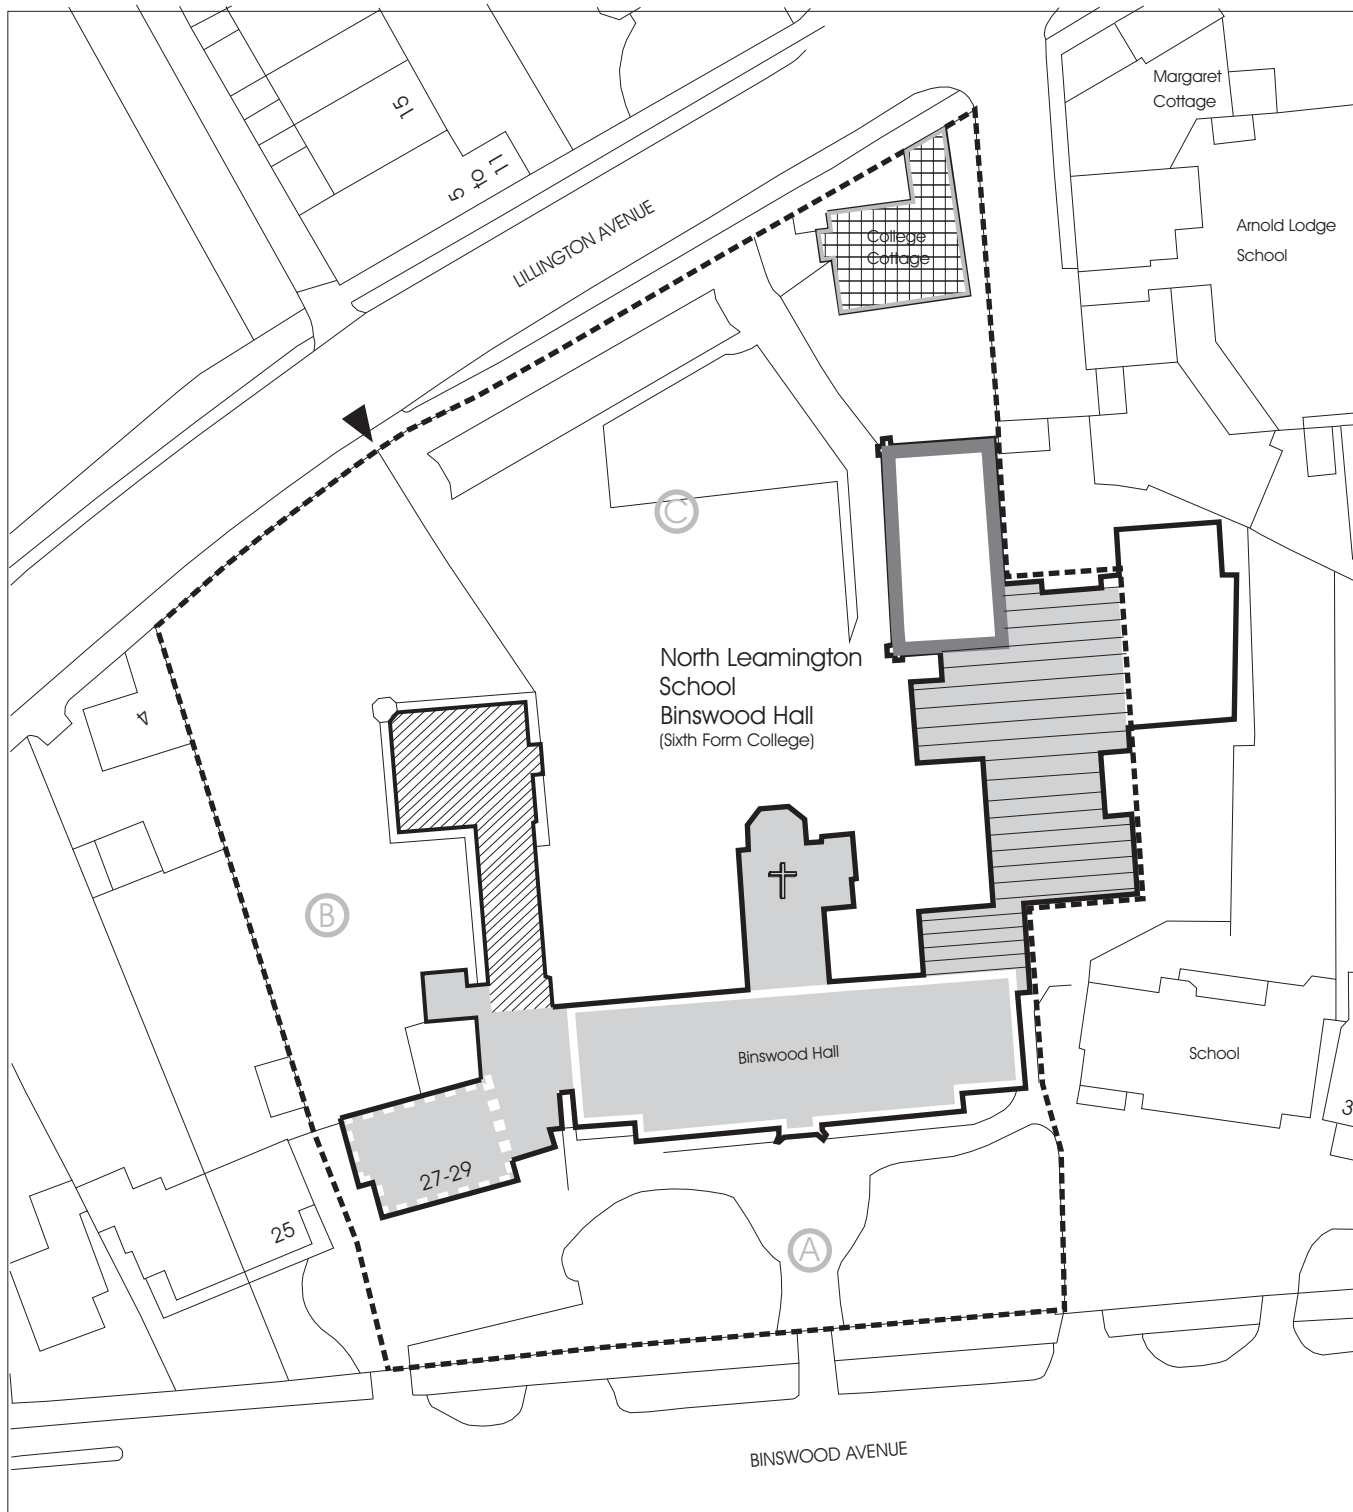 Margaret
Cottage
15
5 to 11
LILLINGTON AVENUE
College
Cottage
Arnold Lodge
School
C
North Leamington
School
Binswood Hall
(Sixth Form College)
4
B
Binswood Hall
School
3
27-29
25
A
BINSWOOD AVENUE